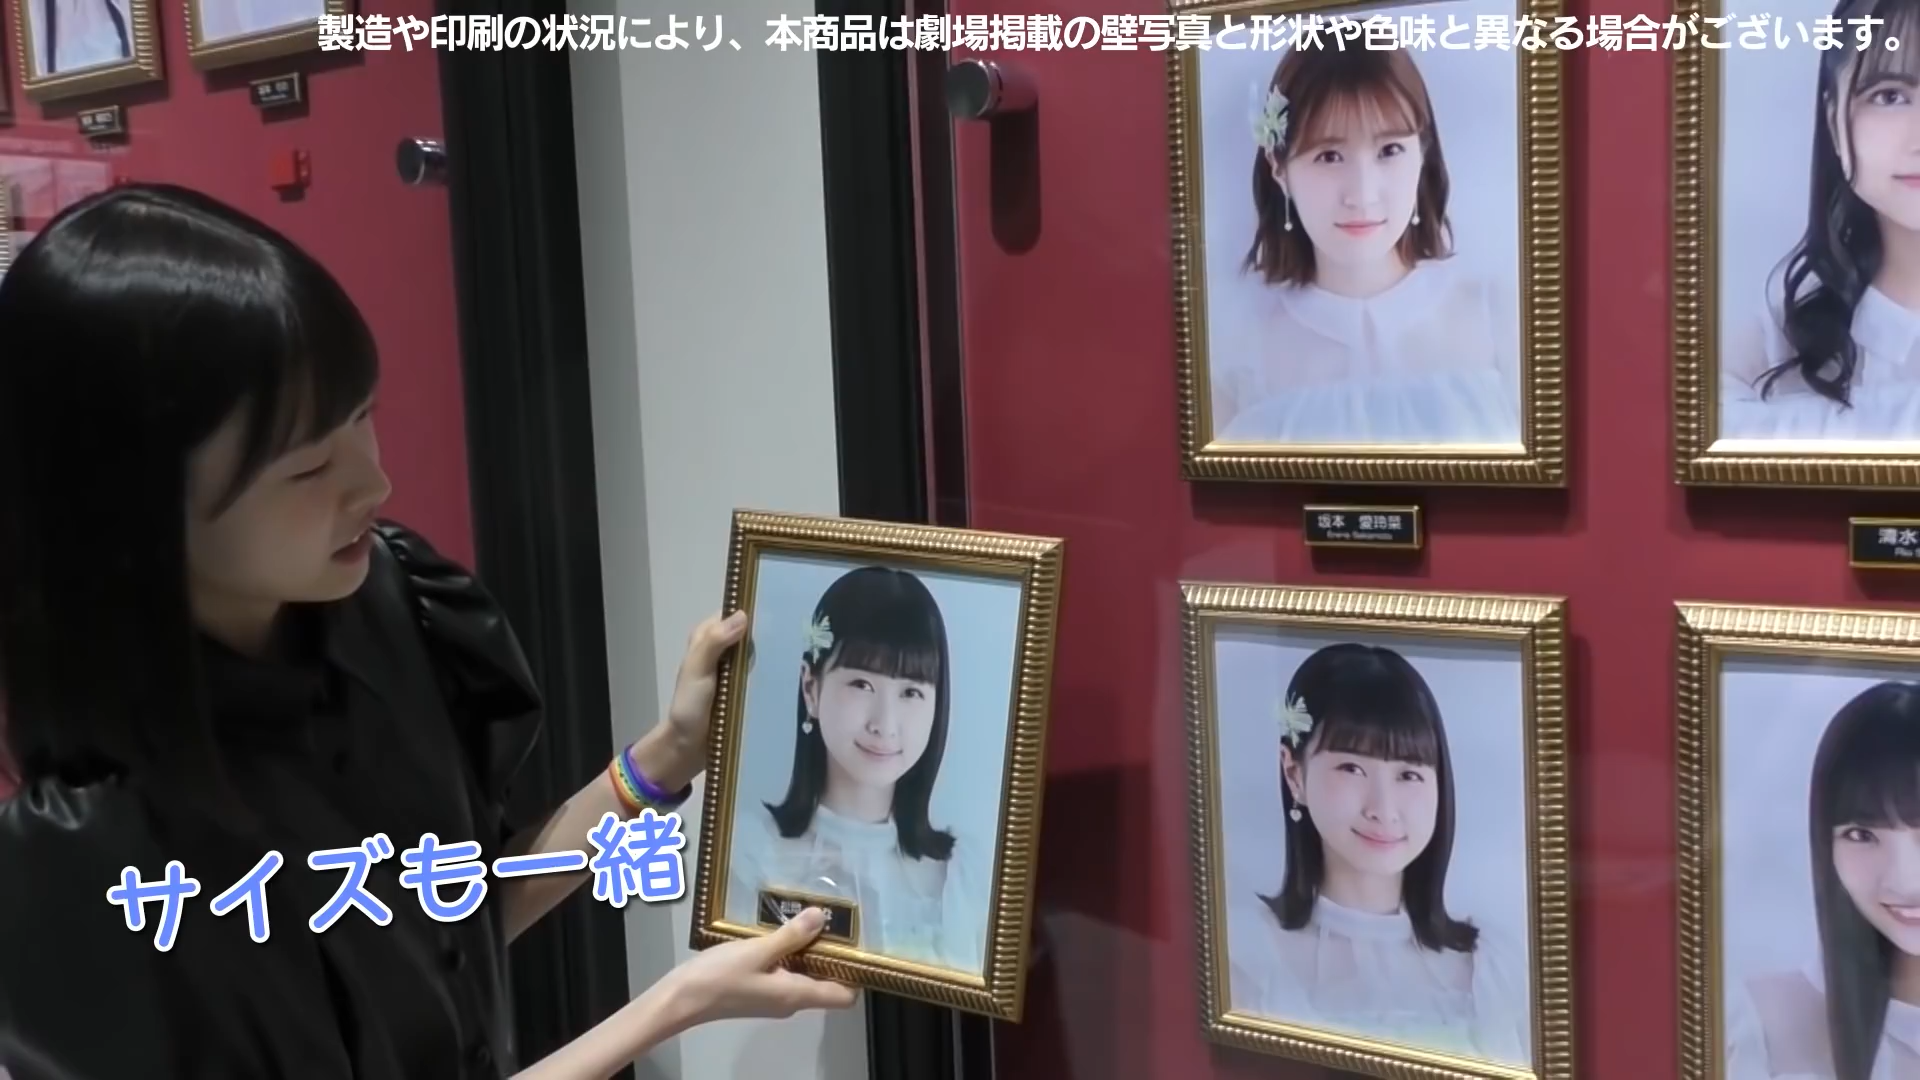 製造や印刷の状況により、本商品は劇場掲載の壁写真と形状や色味と異なる場合がございます。
坂本 愛玲菜
Erena Sakamoto
清水
サイズも一緒